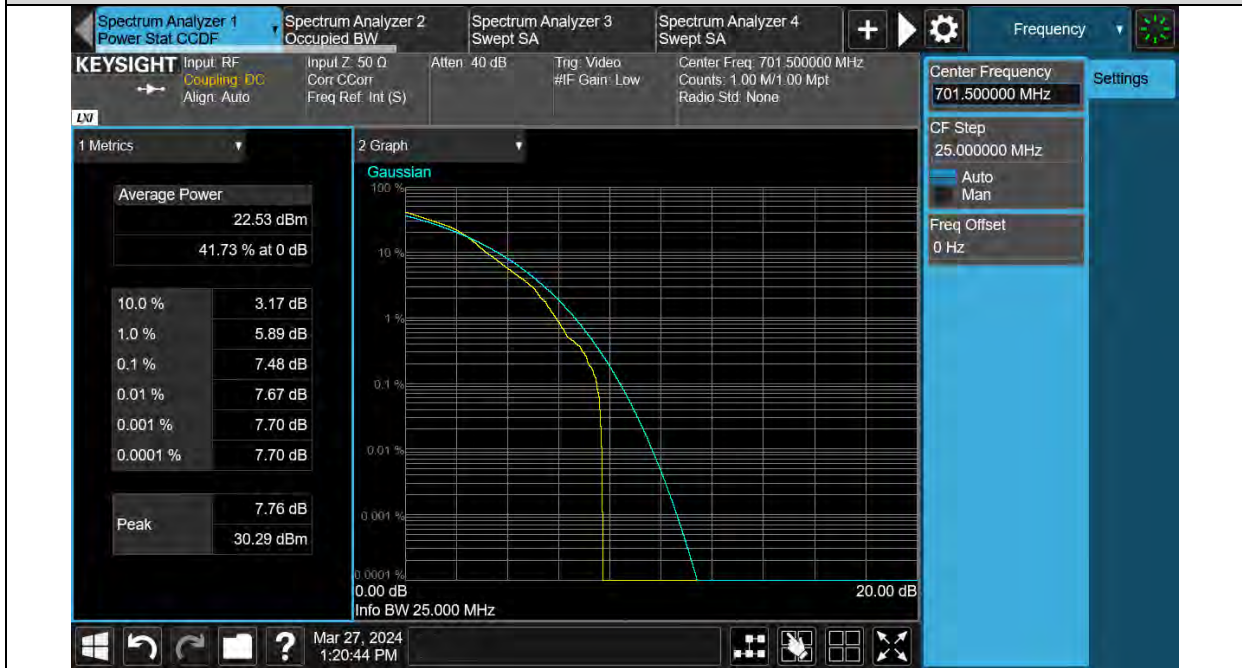 Spectrum Analyzer 1
Power Stat CCDF
Spectrum Analyzer 2
Occupied BW
Spectrum Analyzer 3
Swept SA
Spectrum Analyzer 4
Swept SA
+
Frequency
KEYSIGHT
LXI
Input: RF
Coupling: DC
Align: Auto
Input Z: 50 Ω
Corr CCorr
Freq Ref: Int (S)
Atten: 40 dB
Trig: Video
#IF Gain: Low
Center Freq: 701.500000 MHz
Counts: 1.00 M/1.00 Mpt
Radio Std: None
Center Frequency
701.500000 MHz
Settings
CF Step
25.000000 MHz
Auto
Man
Freq Offset
0 Hz
1 Metrics
Average Power
22.53 dBm
41.73 % at 0 dB
10.0 % 3.17 dB
1.0 % 5.89 dB
0.1 % 7.48 dB
0.01 % 7.67 dB
0.001 % 7.70 dB
0.0001 % 7.70 dB
Peak
7.76 dB
30.29 dBm
2 Graph
Gaussian
100 %
10 %
1 %
0.1 %
0.01 %
0.001 %
0.0001 %
0.00 dB
20.00 dB
Info BW 25.000 MHz
?
Mar 27, 2024
1:20:44 PM